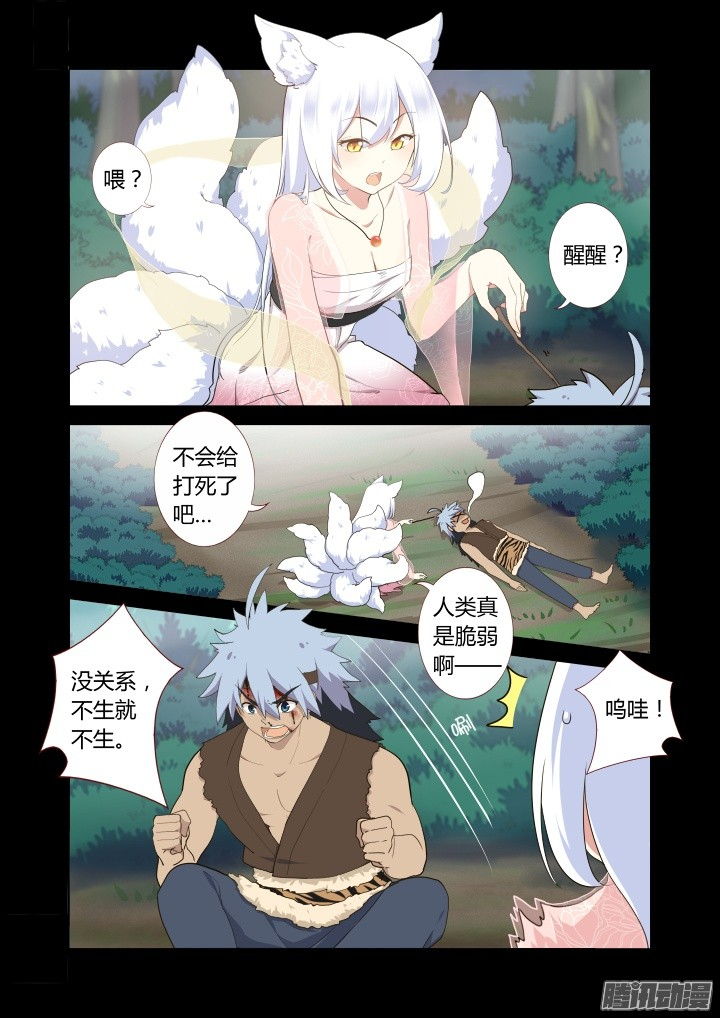 喂？
醒醒？
不会给
打死了
吧…
人类真
是脆弱
啊——
没关系，
不生就
不生。
唰
呜哇！
腾讯动漫